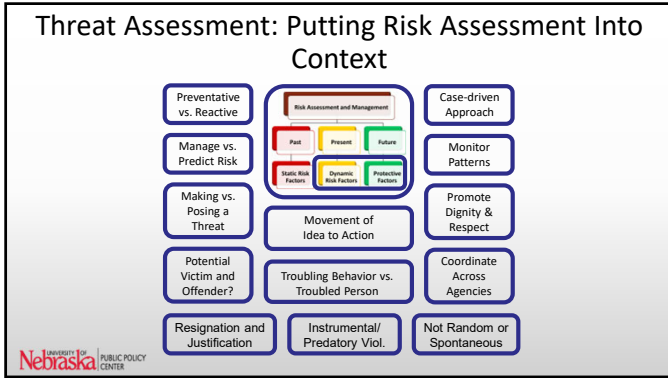 Threat Assessment: Putting Risk Assessment Into
Context
Preventative
vs. Reactive
Manage vs.
Predict Risk
Making vs.
Posing a
Threat
Potential
Victim and
Offender?
Risk Assessment and Management
Past
Present
Future
Static Risk
Factors
Dynamic
Risk Factors
Protective
Factors
Movement of
Idea to Action
Troubling Behavior vs.
Troubled Person
Case-driven
Approach
Monitor
Patterns
Promote
Dignity &
Respect
Coordinate
Across
Agencies
Resignation and
Justification
Instrumental/
Predatory Viol.
Not Random or
Spontaneous
UNIVERSITY OF
Nebraska
PUBLIC POLICY
CENTER